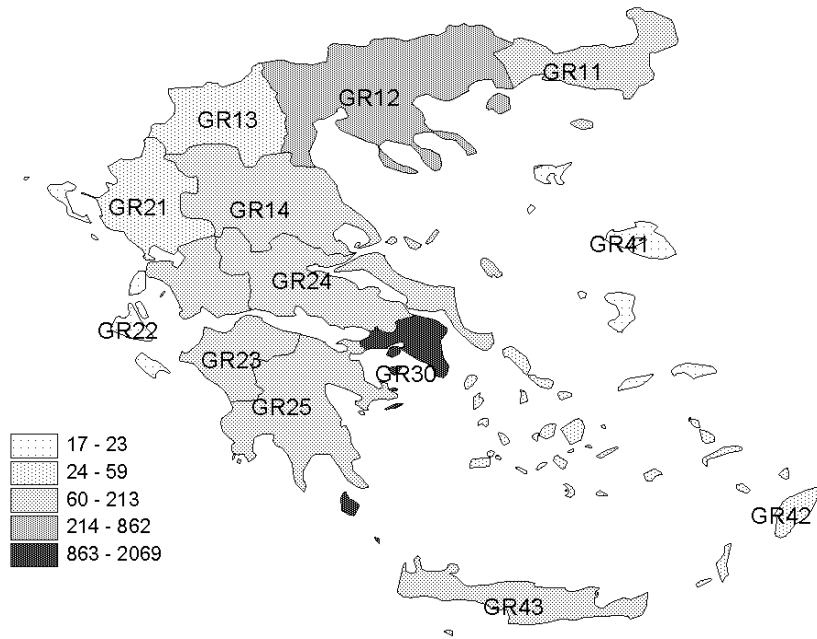 GR11
GR12
GR13
GR21
GR14
GR41
GR24
GR22
GR23
GR30
GR25
17 - 23
24 - 59
60 - 213
214 - 862
863 - 2069
GR42
GR43